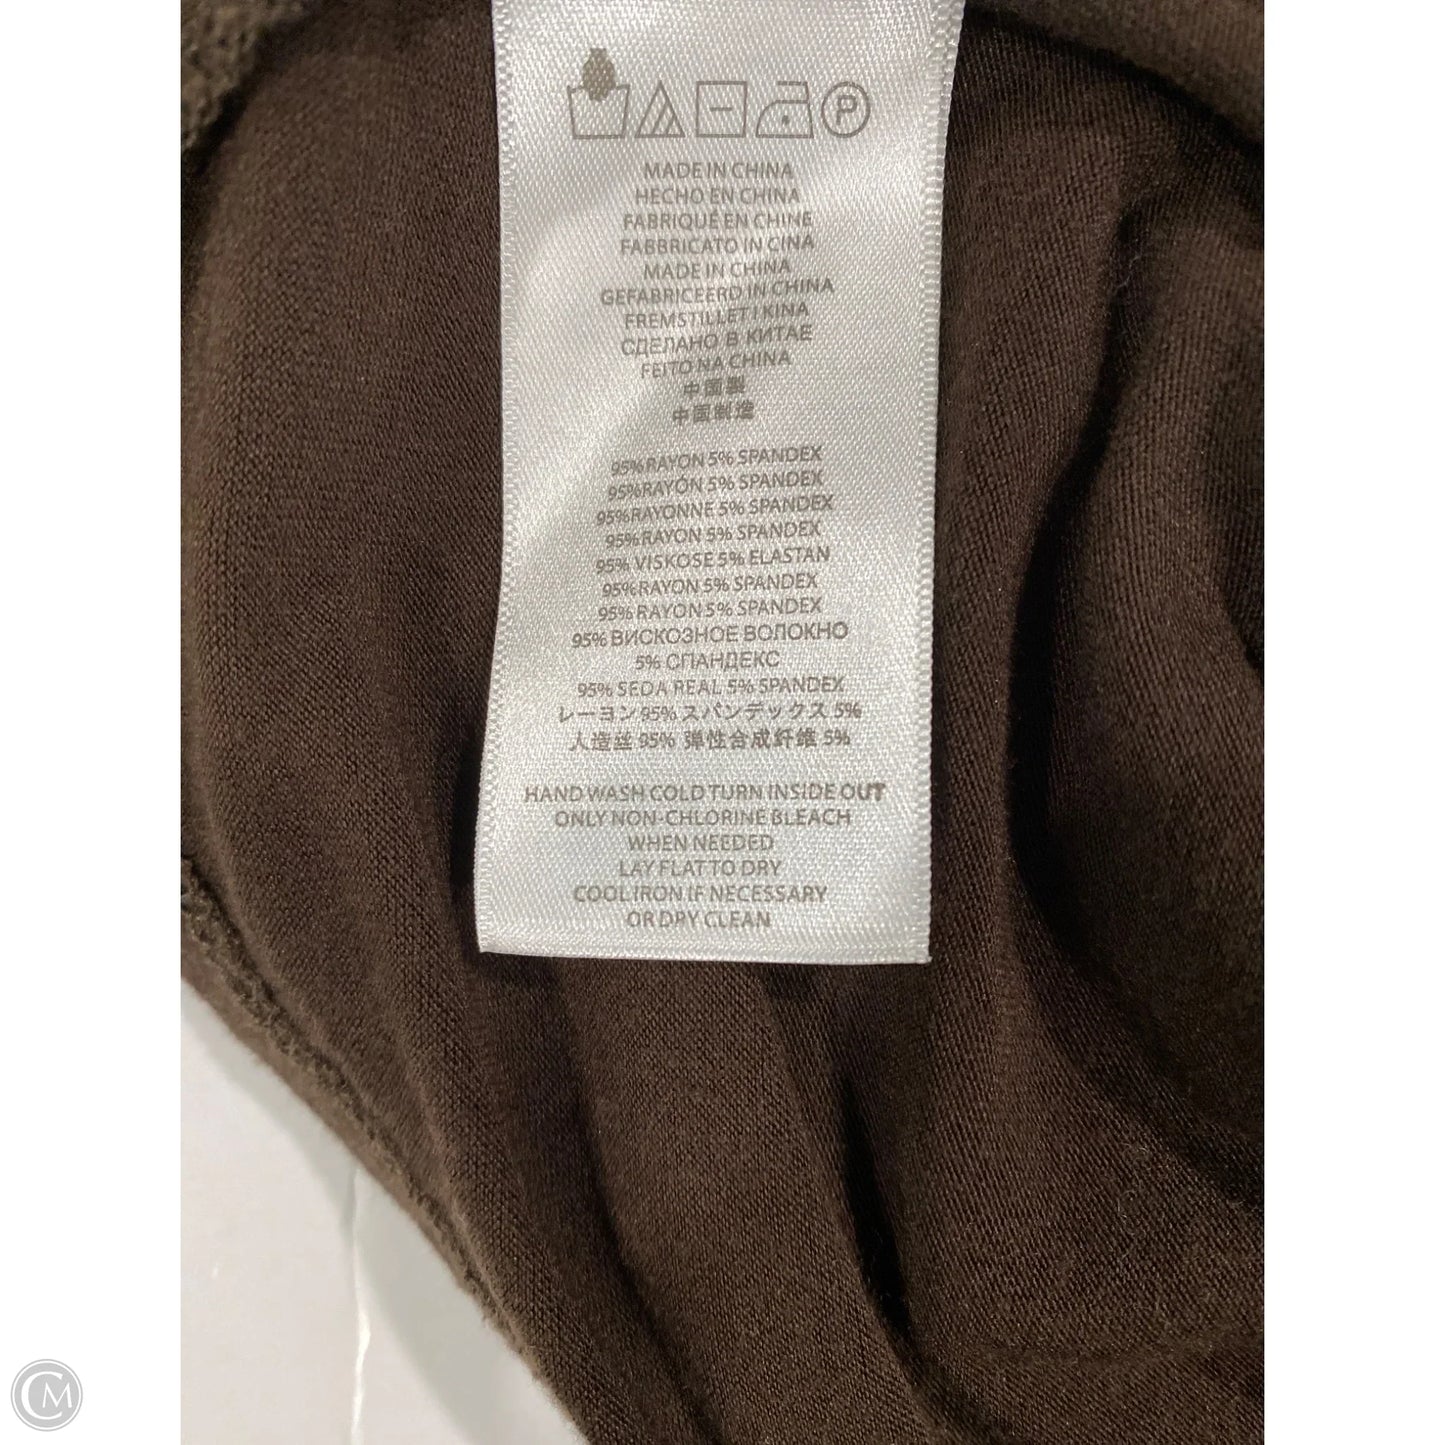 P
MADE IN CHINA
HECHO EN CHINA
FABRIQUÉ EN CHINE
FABBRICATO IN CINA
MADE IN CHINA
GEFABRICEERD IN CHINA
FREMSTILLET I KINA
СДЕЛАНО В КИТАЕ
FEITO NA CHINA
中國製
中国制造
95% RAYON 5% SPANDEX
95% RAYÓN 5% SPANDEX
95% RAYONNE 5% SPANDEX
95% RAYON 5% SPANDEX
95% VISKOSE 5% ELASTAN
95% RAYON 5% SPANDEX
95% RAYON 5% SPANDEX
95% ВИСКОЗНОЕ ВОЛОКНО
5% СПАНДЕКС
95% SEDA REAL 5% SPANDEX
レーヨン 95% スパンデックス 5%
人造丝 95% 弹性合成纤维 5%
HAND WASH COLD TURN INSIDE OUT
ONLY NON-CHLORINE BLEACH
WHEN NEEDED
LAY FLAT TO DRY
COOL IRON IF NECESSARY
OR DRY CLEAN
CM